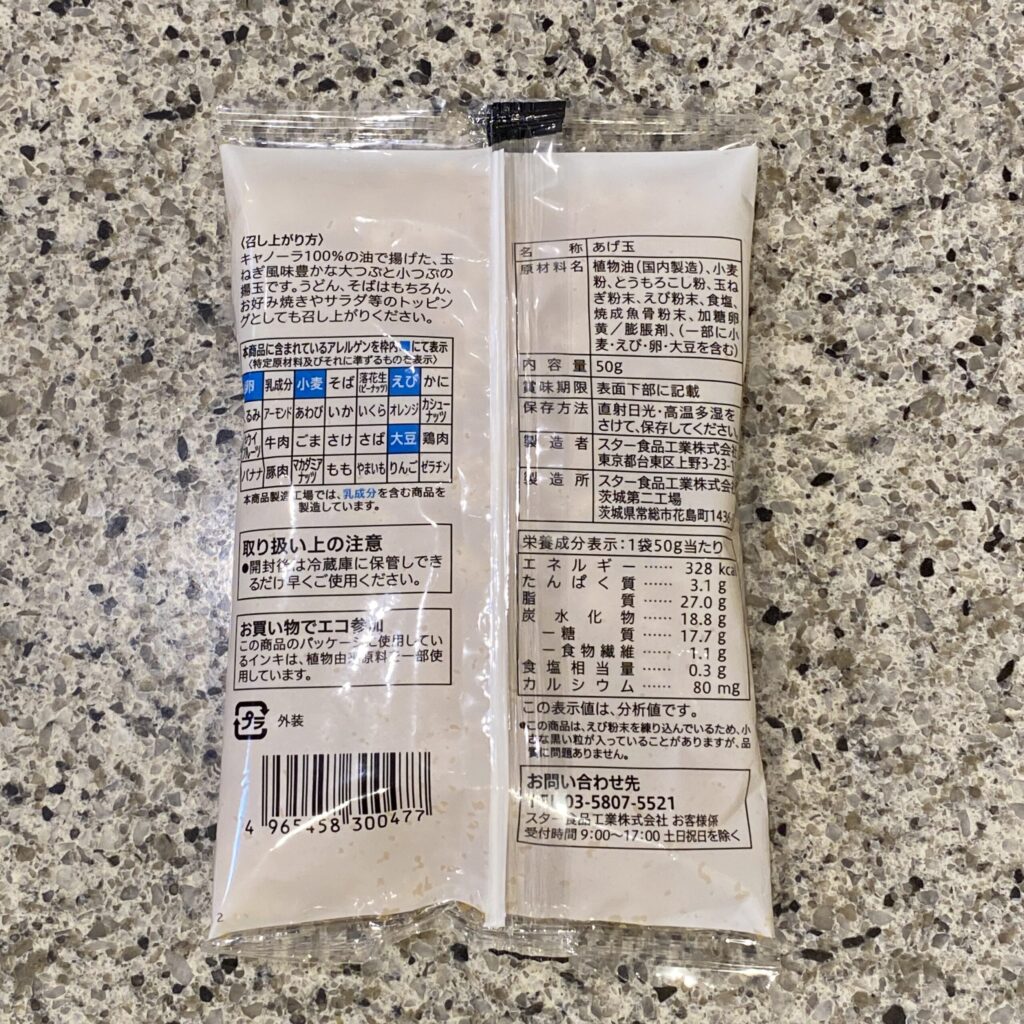 〈召し上がり方〉
キャノーラ100%の油で揚げた、玉
ねぎ風味豊かな大つぶと小つぶの
揚玉です。うどん、そばはもちろん、
お好み焼きやサラダ等のトッピン
グとしても召し上がりください。
本商品に含まれているアレルゲンを枠内■にて表示
(特定原材料及びそれに準ずるものを表示)
卵 乳成分 小麦 そば 落花生(ピーナッツ) えび かに
るみ アーモンド あわび いか いくら オレンジ カシューナッツ
ウイフルーツ 牛肉 ごま さけ さば 大豆 鶏肉
バナナ 豚肉 マカダミアナッツ もも やまいも りんご ゼラチン
本商品製造工場では、乳成分を含む商品を
製造しています。
取り扱い上の注意
●開封後は冷蔵庫に保管しでき
るだけ早くご使用ください。
お買い物でエコ参加
この商品のパッケージに使用してい
るインキは、植物由来原料を一部使
用しています。
プラ 外装
4 965458 300477
2
名称 あげ玉
原材料名 植物油(国内製造)、小麦
粉、とうもろこし粉、玉ね
ぎ粉末、えび粉末、食塩、
焼成魚骨粉末、加糖卵
黄/膨脹剤、(一部に小
麦・えび・卵・大豆を含む)
内容量 50g
賞味期限 表面下部に記載
保存方法 直射日光・高温多湿を
さけて、保存してください。
製造者 スター食品工業株式会社
東京都台東区上野3-23-1
製造所 スター食品工業株式会社
茨城第二工場
茨城県常総市花島町1436
栄養成分表示:1袋50g当たり
エネルギー …… 328 kcal
たんぱく質 …… 3.1 g
脂質 …… 27.0 g
炭水化物 …… 18.8 g
－糖質 …… 17.7 g
－食物繊維 …… 1.1 g
食塩相当量 …… 0.3 g
カルシウム …… 80 mg
この表示値は、分析値です。
●この商品は、えび粉末を練り込んでいるため、小
さな黒い粒が入っていることがありますが、品
質に問題ありません。
お問い合わせ先
TEL 03-5807-5521
スター食品工業株式会社 お客様係
受付時間 9:00～17:00 土日祝日を除く